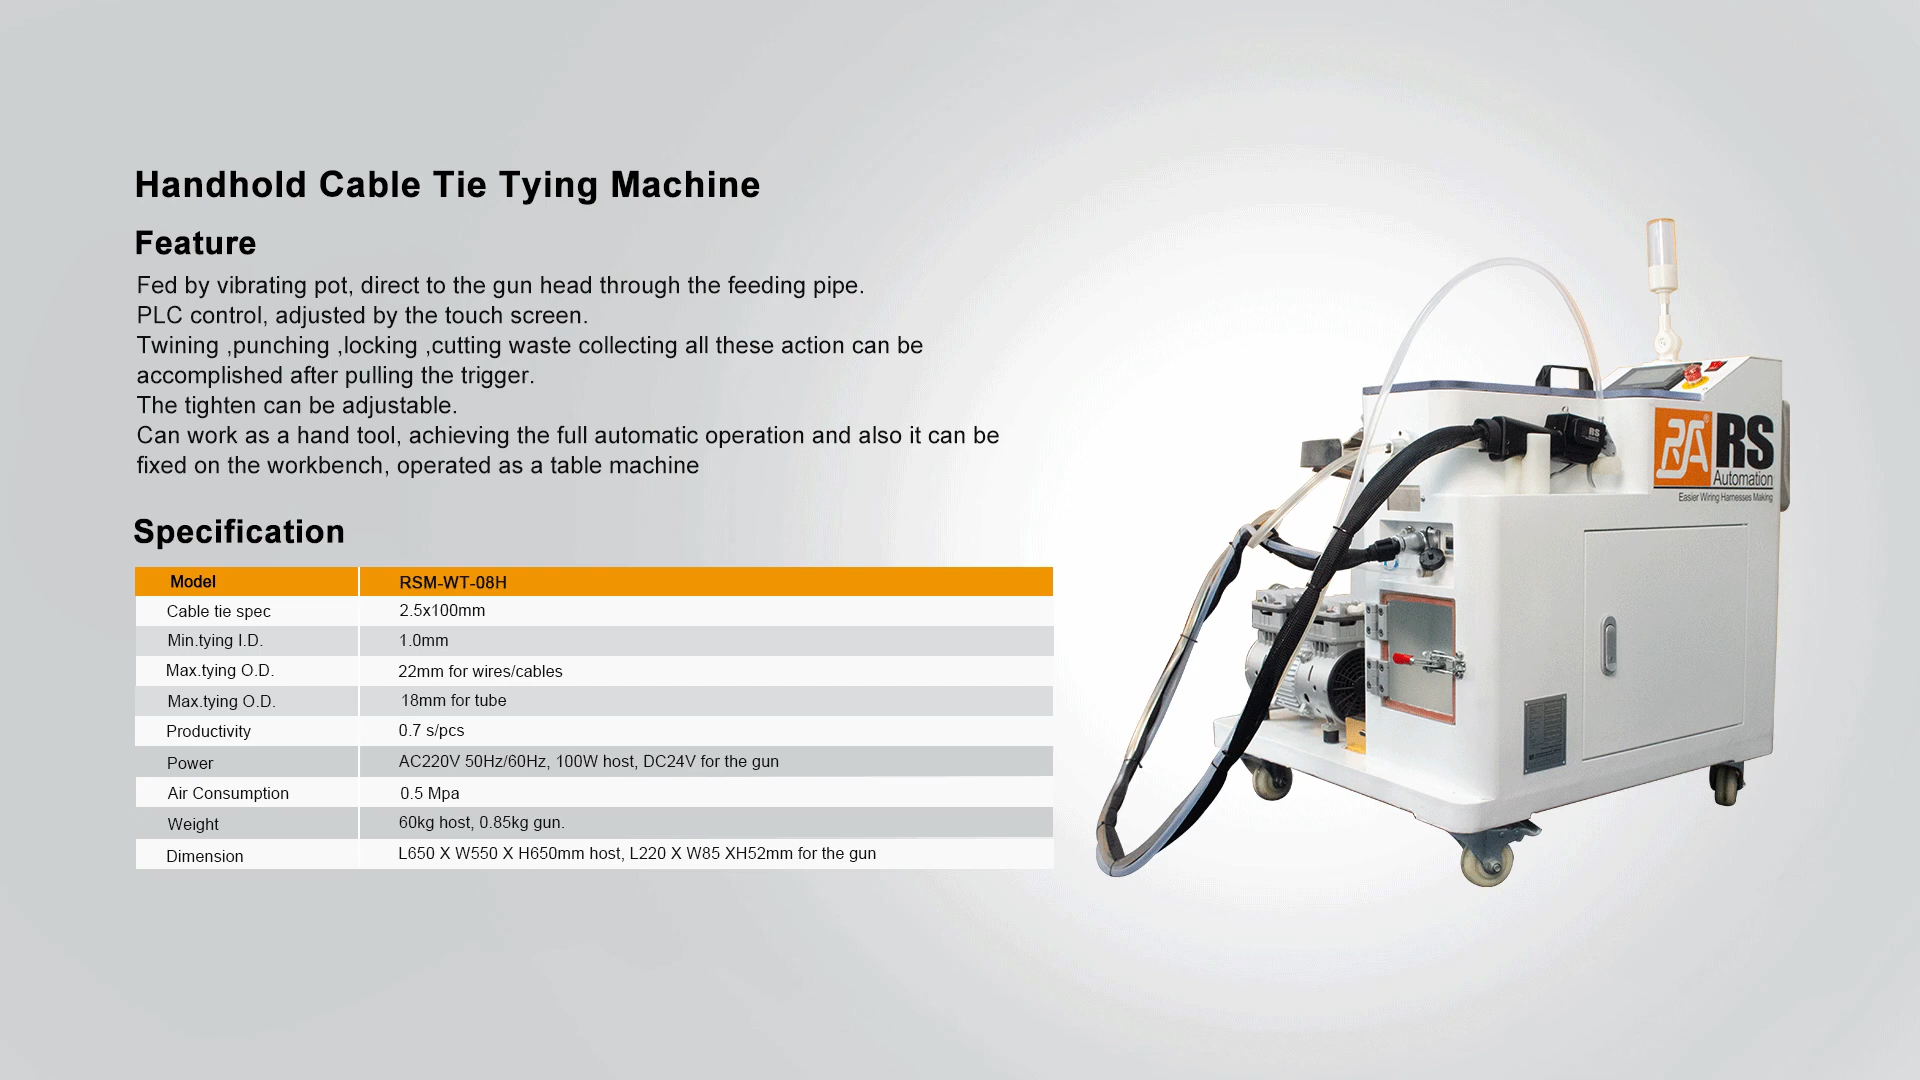 Handhold Cable Tie Tying Machine
Feature
Fed by vibrating pot, direct to the gun head through the feeding pipe.
PLC control, adjusted by the touch screen.
Twining ,punching ,locking ,cutting waste collecting all these action can be
accomplished after pulling the trigger.
The tighten can be adjustable.
Can work as a hand tool, achieving the full automatic operation and also it can be
fixed on the workbench, operated as a table machine
Specification
Model RSM-WT-08H
Cable tie spec 2.5x100mm
Min.tying I.D. 1.0mm
Max.tying O.D. 22mm for wires/cables
Max.tying O.D. 18mm for tube
Productivity 0.7 s/pcs
Power AC220V 50Hz/60Hz, 100W host, DC24V for the gun
Air Consumption 0.5 Mpa
Weight 60kg host, 0.85kg gun.
Dimension L650 X W550 X H650mm host, L220 X W85 XH52mm for the gun
RS
RS
Automation
Easier Wiring Harnesses Making